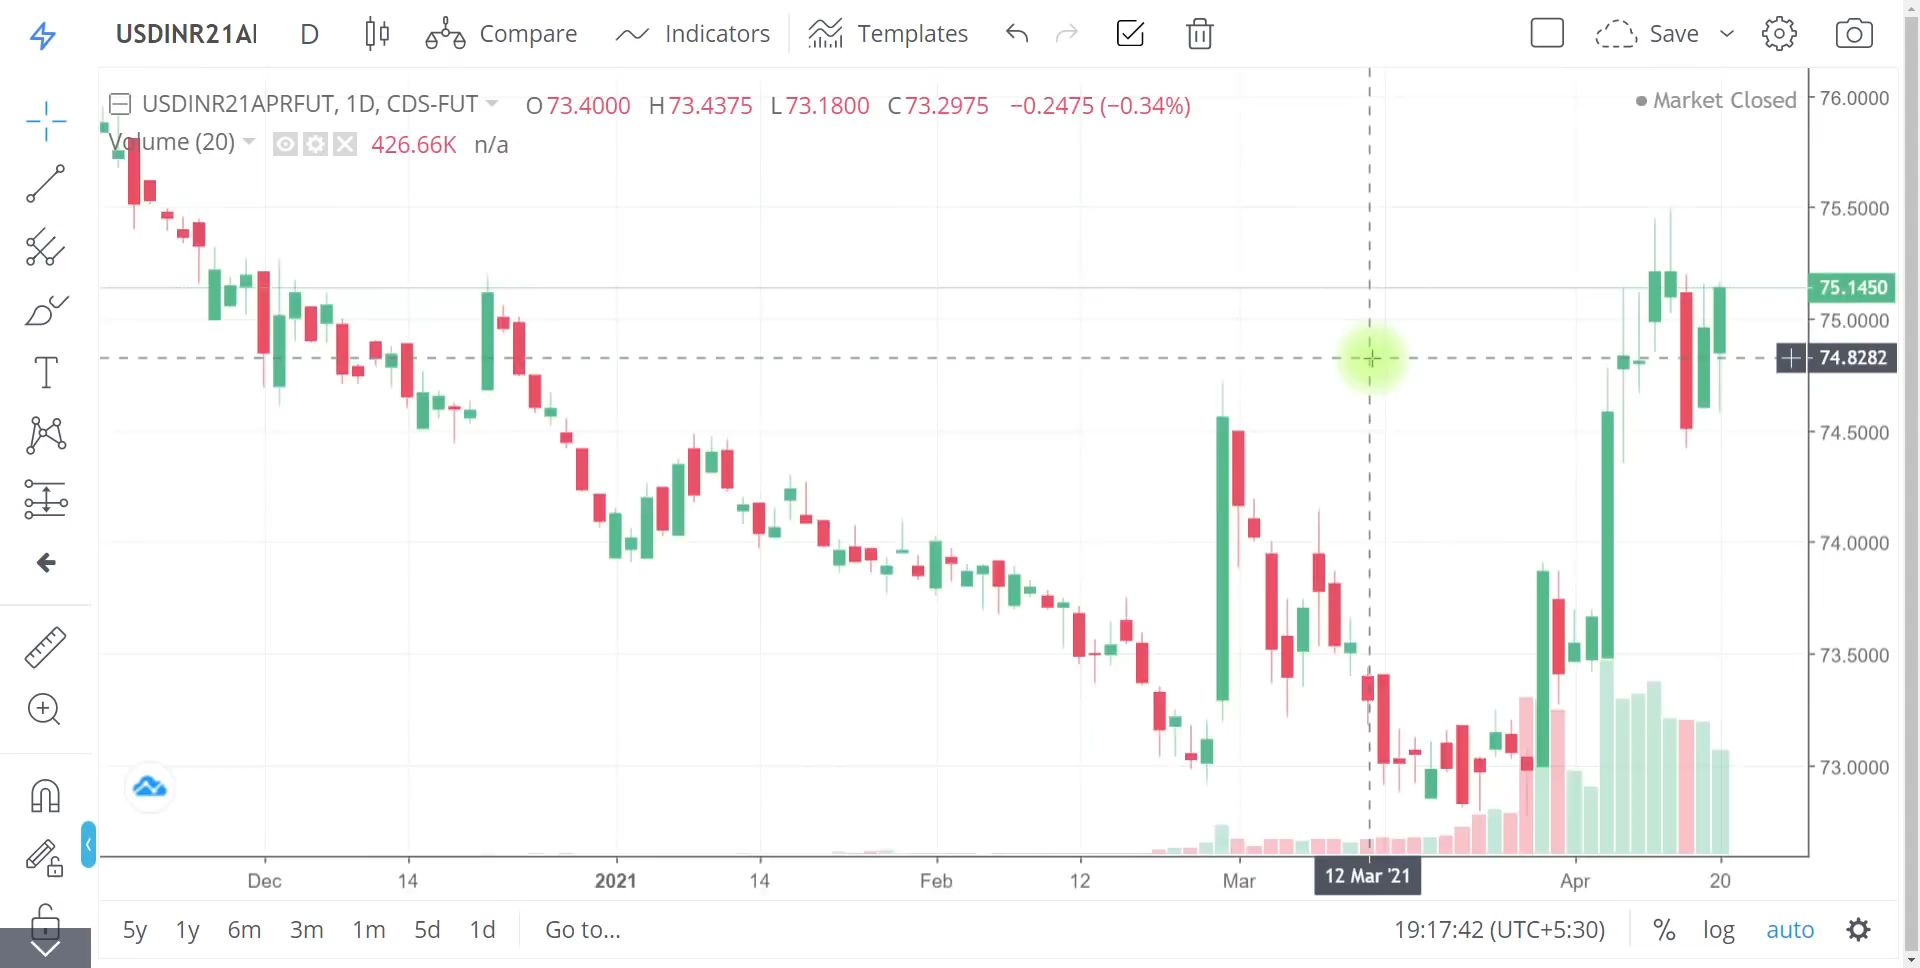 USDINR21AI D Compare Indicators Templates Save
USDINR21APRFUT, 1D, CDS-FUT O73.4000 H73.4375 L73.1800 C73.2975 −0.2475 (−0.34%)
Market Closed
Volume (20) 426.66K n/a
76.0000
75.5000
75.1450
75.0000
74.8282
74.5000
74.0000
73.5000
73.0000
T
Dec 14 2021 14 Feb 12 Mar 12 Mar '21 Apr 20
5y 1y 6m 3m 1m 5d 1d Go to... 19:17:42 (UTC+5:30) % log auto